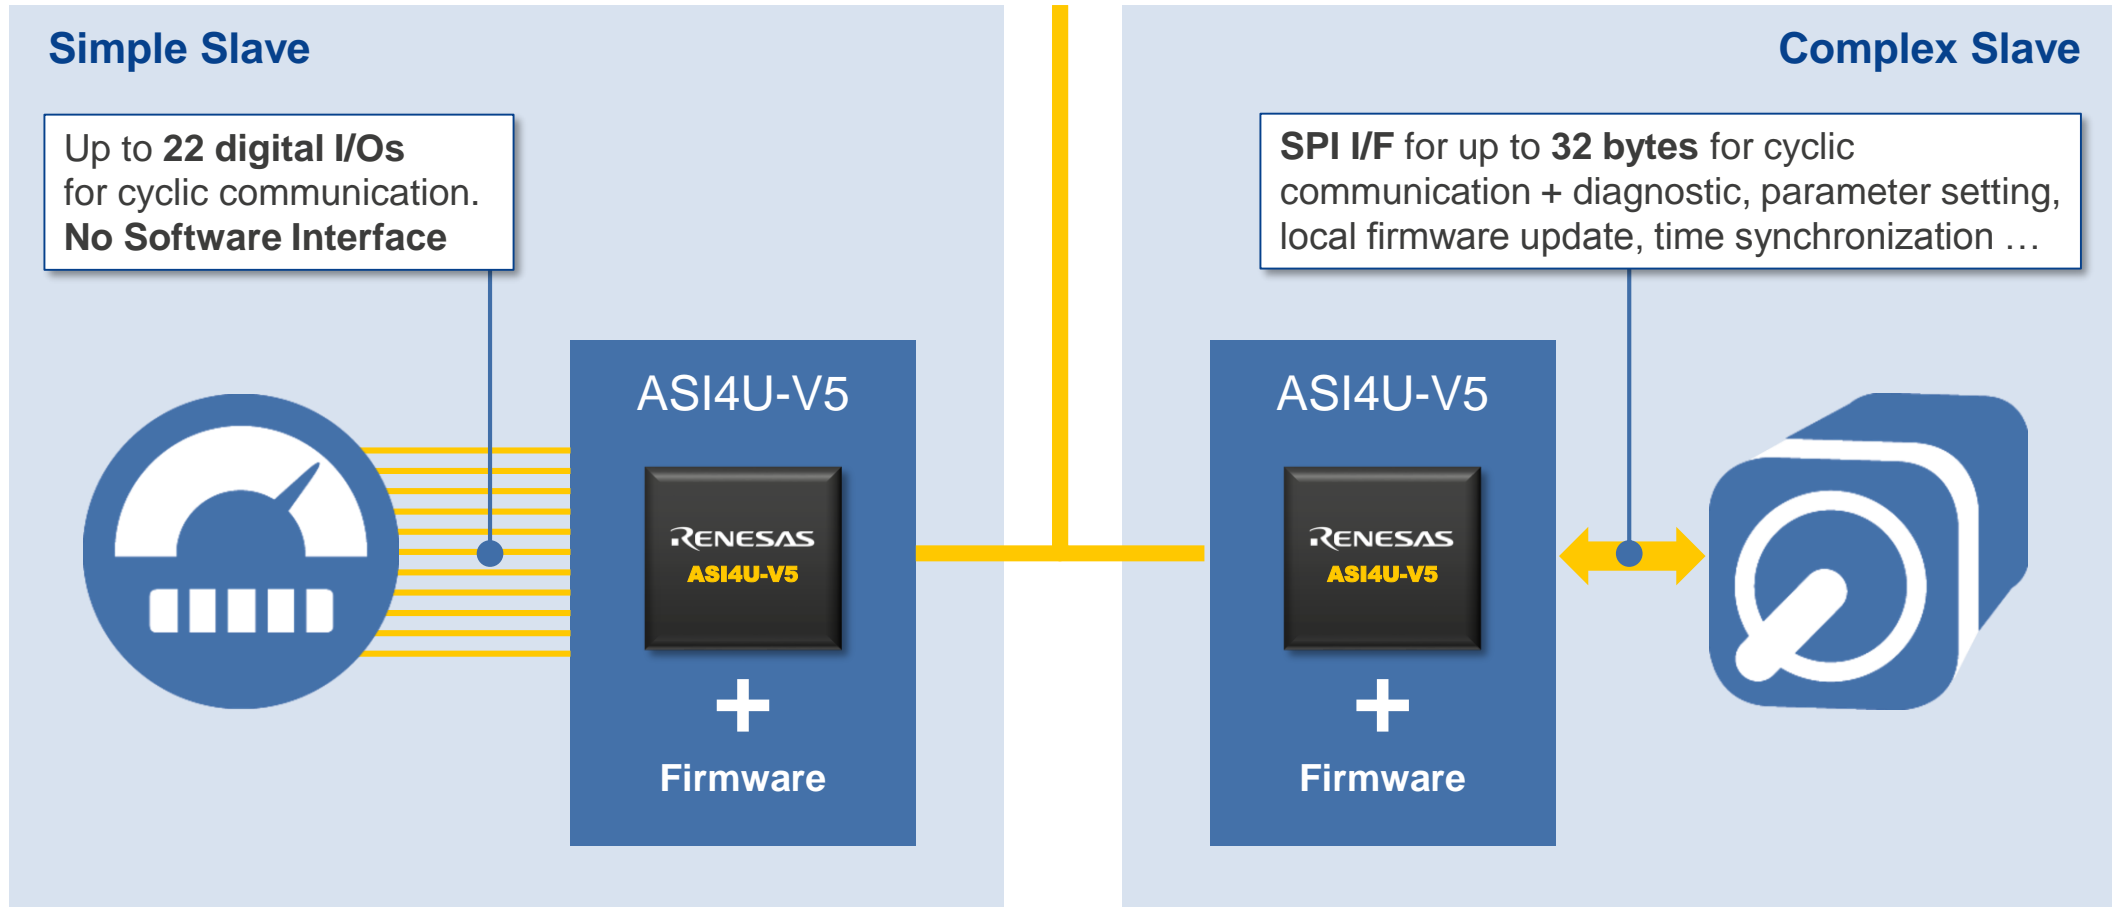 Simple Slave
Up to 22 digital I/Os
for cyclic communication.
No Software Interface
ASI4U-V5
RENESAS
ASI4U-V5
+
Firmware
Complex Slave
SPI I/F for up to 32 bytes for cyclic
communication + diagnostic, parameter setting,
local firmware update, time synchronization …
ASI4U-V5
RENESAS
ASI4U-V5
+
Firmware